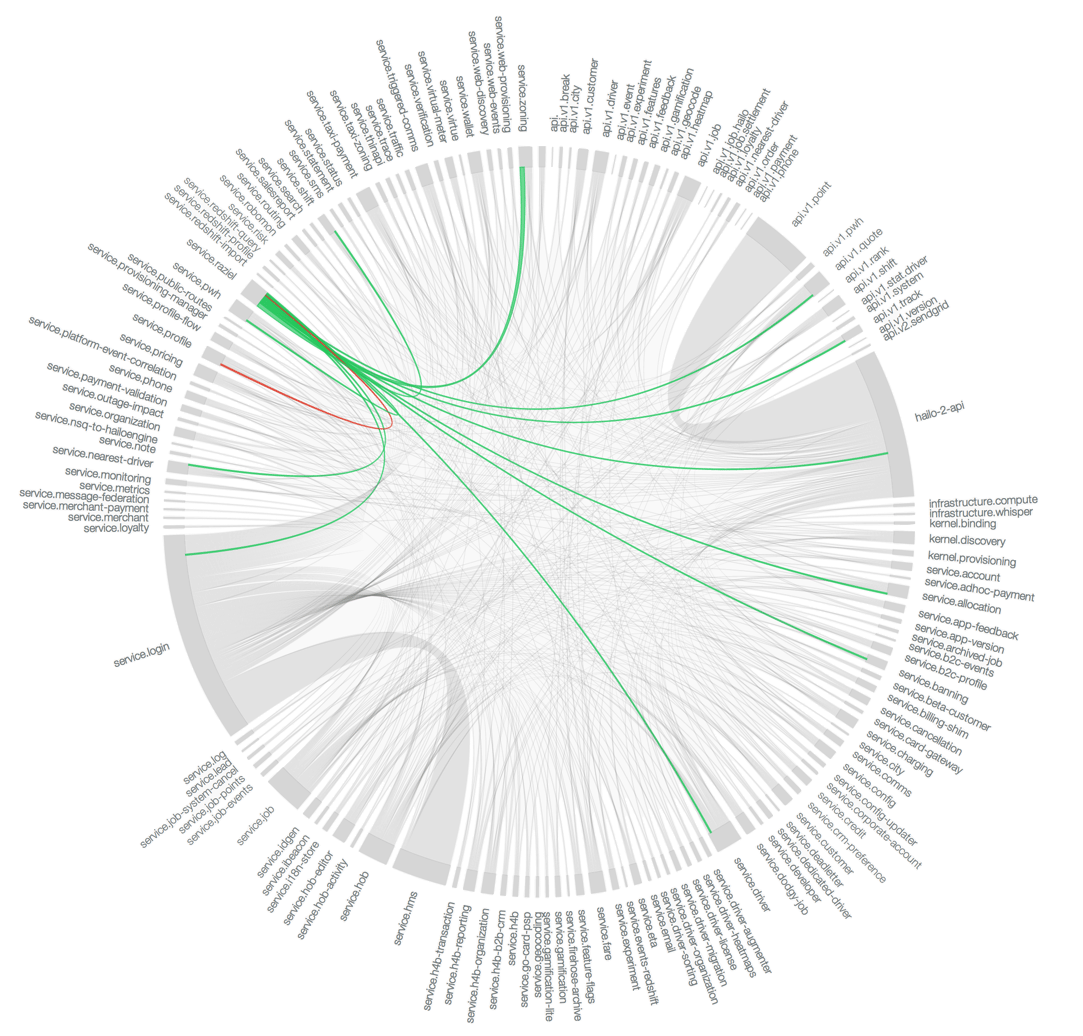 api.
api.v1.break
api.v1.city
api.v1.customer
api.v1.driver
api.v1.event
api.v1.experiment
api.v1.features
api.v1.feedback
api.v1.gamification
api.v1.geocode
api.v1.heatmap
api.v1.job
api.v1.job.hailo
api.v1.job.settlement
api.v1.loyalty
api.v1.nearest-driver
api.v1.order
api.v1.payment
api.v1.phone
api.v1.point
api.v1.pwh
api.v1.quote
api.v1.rank
api.v1.shift
api.v1.stat.driver
api.v1.system
api.v1.track
api.v1.version
api.v2.sendgrid
hailo-2-api
infrastructure.compute
infrastructure.whisper
kernel.binding
kernel.discovery
kernel.provisioning
service.account
service.adhoc-payment
service.allocation
service.app-feedback
service.app-version
service.archived-job
service.b2c-events
service.b2c-profile
service.banning
service.beta-customer
service.billing-shim
service.cancellation
service.card-gateway
service.charging
service.city
service.comms
service.config
service.config-updater
service.corporate-account
service.credit
service.crm-preference
service.customer
service.deadletter
service.dedicated-driver
service.developer
service.dodgy-job
service.driver
service.driver-augmenter
service.driver-heatmaps
service.driver-license
service.driver-migration
service.driver-organization
service.driver-sorting
service.email
service.eta
service.events-redshift
service.experiment
service.fare
service.feature-flags
service.firehose-archive
service.gamification
service.gamification-lite
service.geocoding
service.go-card-psp
service.h4b
service.h4b-b2b-crm
service.h4b-organization
service.h4b-reporting
service.h4b-transaction
service.hms
service.hob
service.hob-activity
service.hob-editor
service.i18n-store
service.ibeacon
service.idgen
service.job
service.job-events
service.job-points
service.job-system-cancel
service.lead
service.log
service.login
service.loyalty
service.merchant
service.merchant-payment
service.message-federation
service.metrics
service.monitoring
service.nearest-driver
service.note
service.nsq-to-hailoengine
service.organization
service.outage-impact
service.payment-validation
service.phone
service.platform-event-correlation
service.pricing
service.profile
service.profile-flow
service.provisioning-manager
service.public-routes
service.pwh
service.raziel
service.redshift-import
service.redshift-profile
service.redshift-query
service.risk
service.robomon
service.routing
service.salesreport
service.search
service.shift
service.sms
service.statement
service.status
service.taxi-payment
service.taxi-zoning
service.thinapi
service.trace
service.traffic
service.triggered-comms
service.verification
service.virtual-meter
service.virtue
service.wallet
service.web-discovery
service.web-events
service.web-provisioning
service.zoning